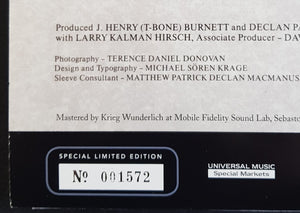 Produced J. HENRY (T-BONE) BURNETT and DECLAN PA
with LARRY KALMAN HIRSCH, Associate Producer – DAV
Photography – TERENCE DANIEL DONOVAN
Design and Typography – MICHAEL SÖREN KRAGE
Sleeve Consultant – MATTHEW PATRICK DECLAN MACMANUS
Mastered by Krieg Wunderlich at Mobile Fidelity Sound Lab, Sebasto
SPECIAL LIMITED EDITION
Nº 001572
UNIVERSAL MUSIC
Special Markets